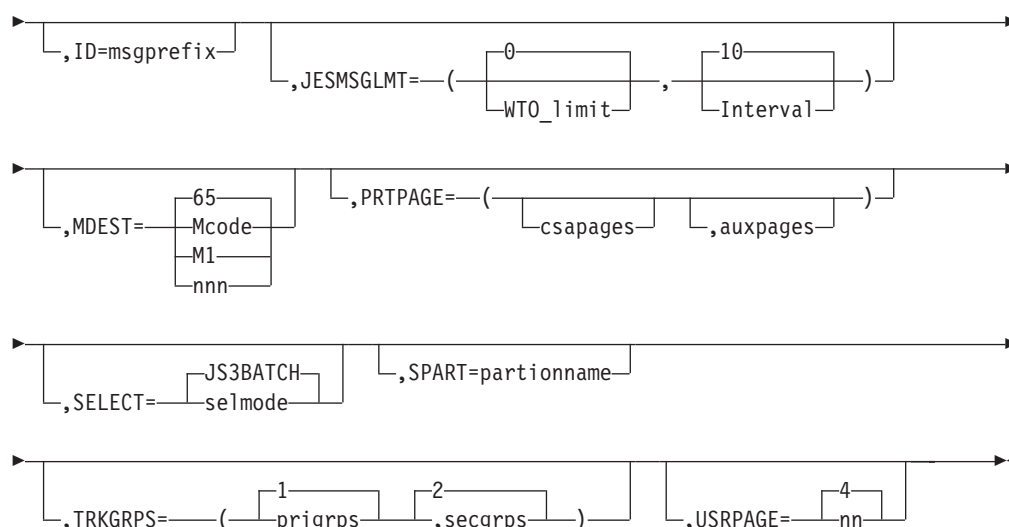 ,ID=msgprefix
0 10
,JESMSGLMT= ( , )
WTO_limit Interval
65
,MDEST= Mcode ,PRTPAGE= ( )
M1 csapages ,auxpages
nnn
JS3BATCH ,SPART=partionname
,SELECT= selmode
1 2 4
,TRKGRPS= ( prigrps ,secgrps ) ,USRPAGE= nn